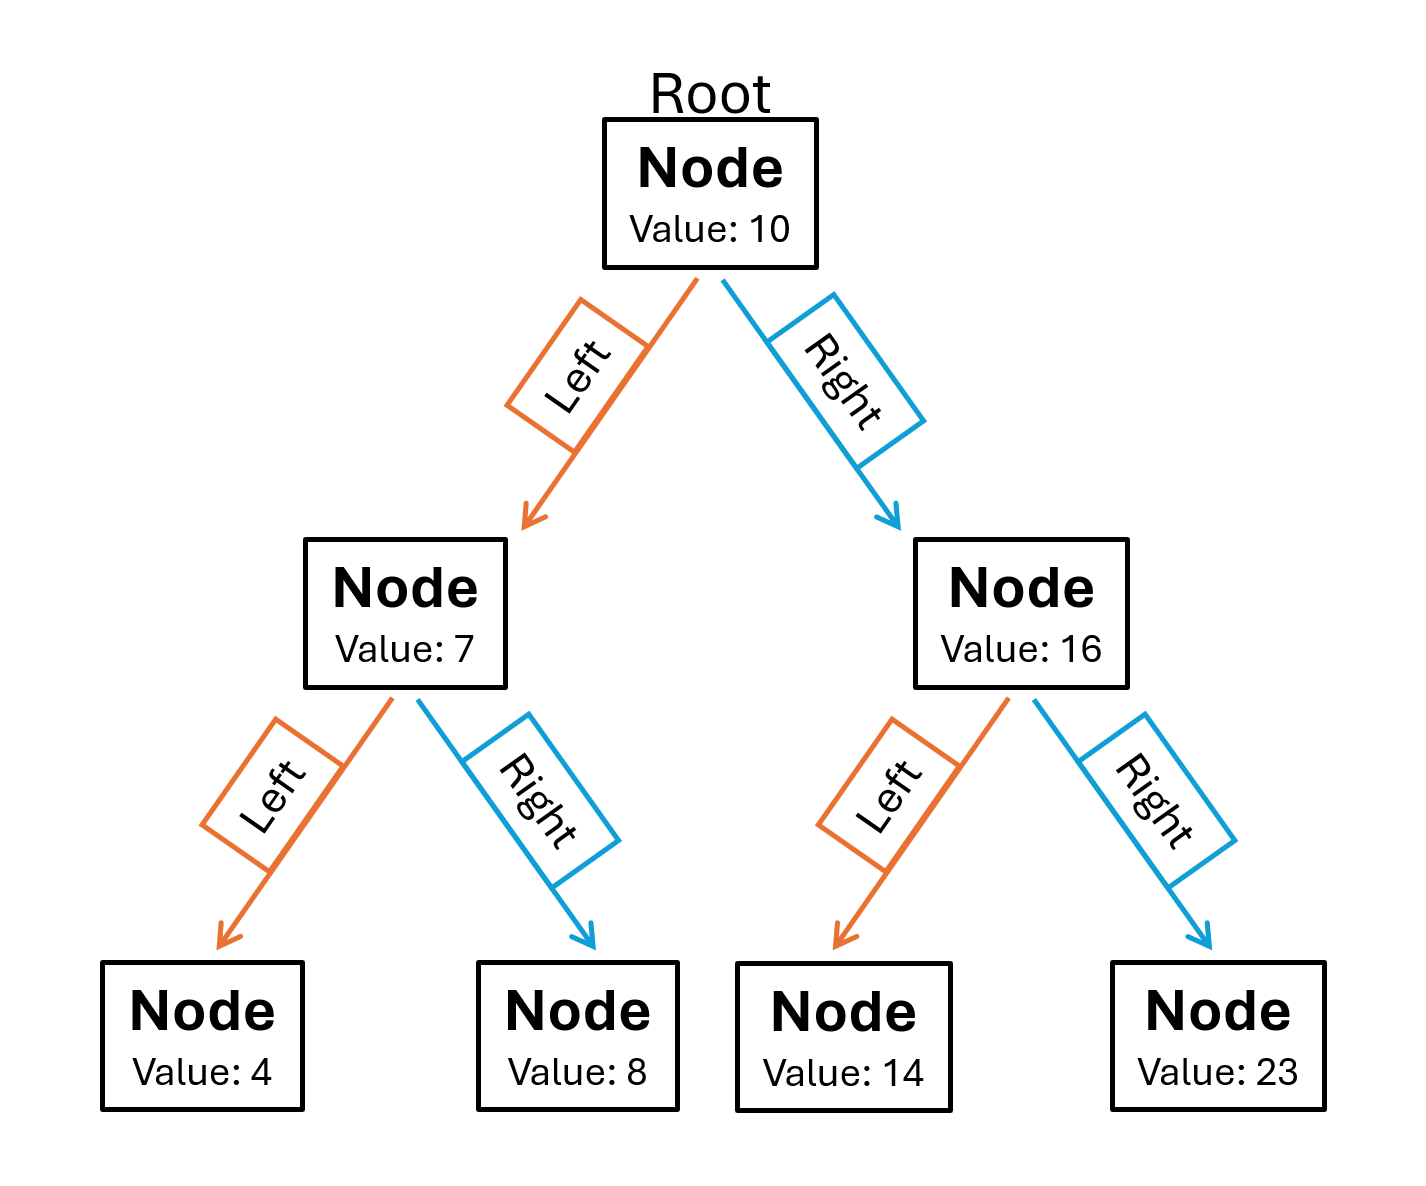 Root
Node
Value: 10
Left
Right
Node
Value: 7
Node
Value: 16
Left
Right
Left
Right
Node
Value: 4
Node
Value: 8
Node
Value: 14
Node
Value: 23